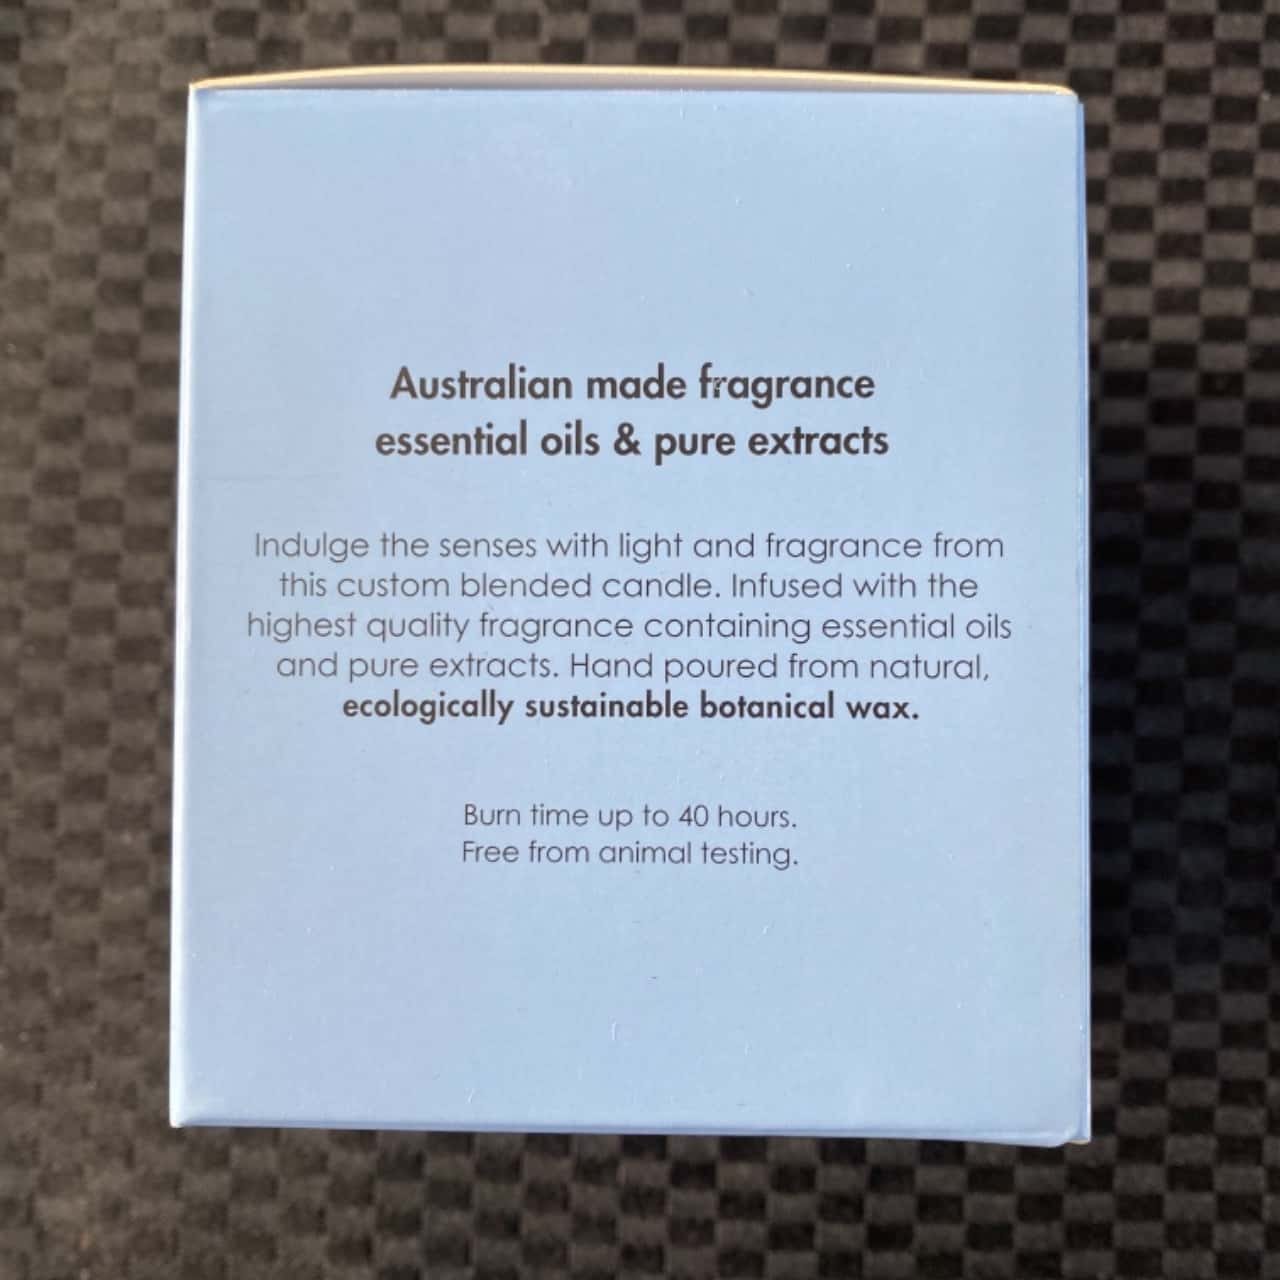 Australian made fragrance
essential oils & pure extracts
Indulge the senses with light and fragrance from
this custom blended candle. Infused with the
highest quality fragrance containing essential oils
and pure extracts. Hand poured from natural,
ecologically sustainable botanical wax.
Burn time up to 40 hours.
Free from animal testing.